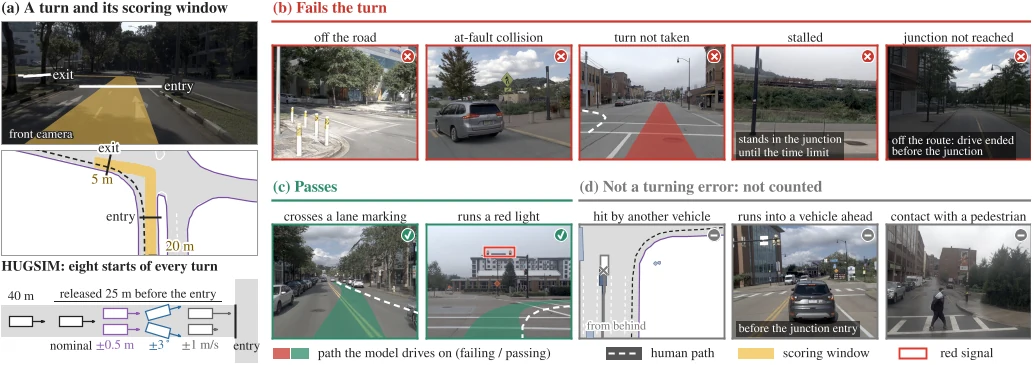 (a) A turn and its scoring window
exit
entry
front camera
exit
5 m
entry
20 m
HUGSIM: eight starts of every turn
40 m
released 25 m before the entry
nominal ±0.5 m ±3° ±1 m/s
entry
(b) Fails the turn
off the road
at-fault collision
turn not taken
stalled
stands in the junction
until the time limit
junction not reached
off the route: drive ended
before the junction
(c) Passes
crosses a lane marking
runs a red light
(d) Not a turning error: not counted
hit by another vehicle
from behind
runs into a vehicle ahead
before the junction entry
contact with a pedestrian
path the model drives on (failing / passing)
human path
scoring window
red signal